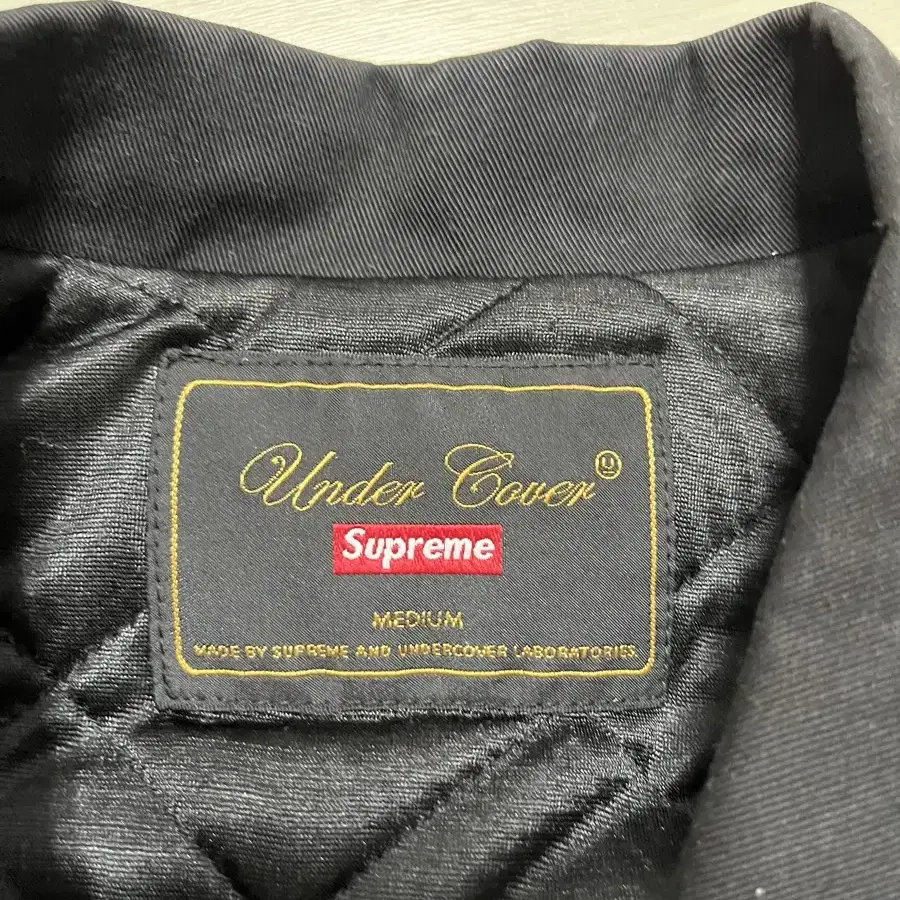 Under Cover Ⓤ
Supreme
MEDIUM
MADE BY SUPREME AND UNDERCOVER LABORATORIES.